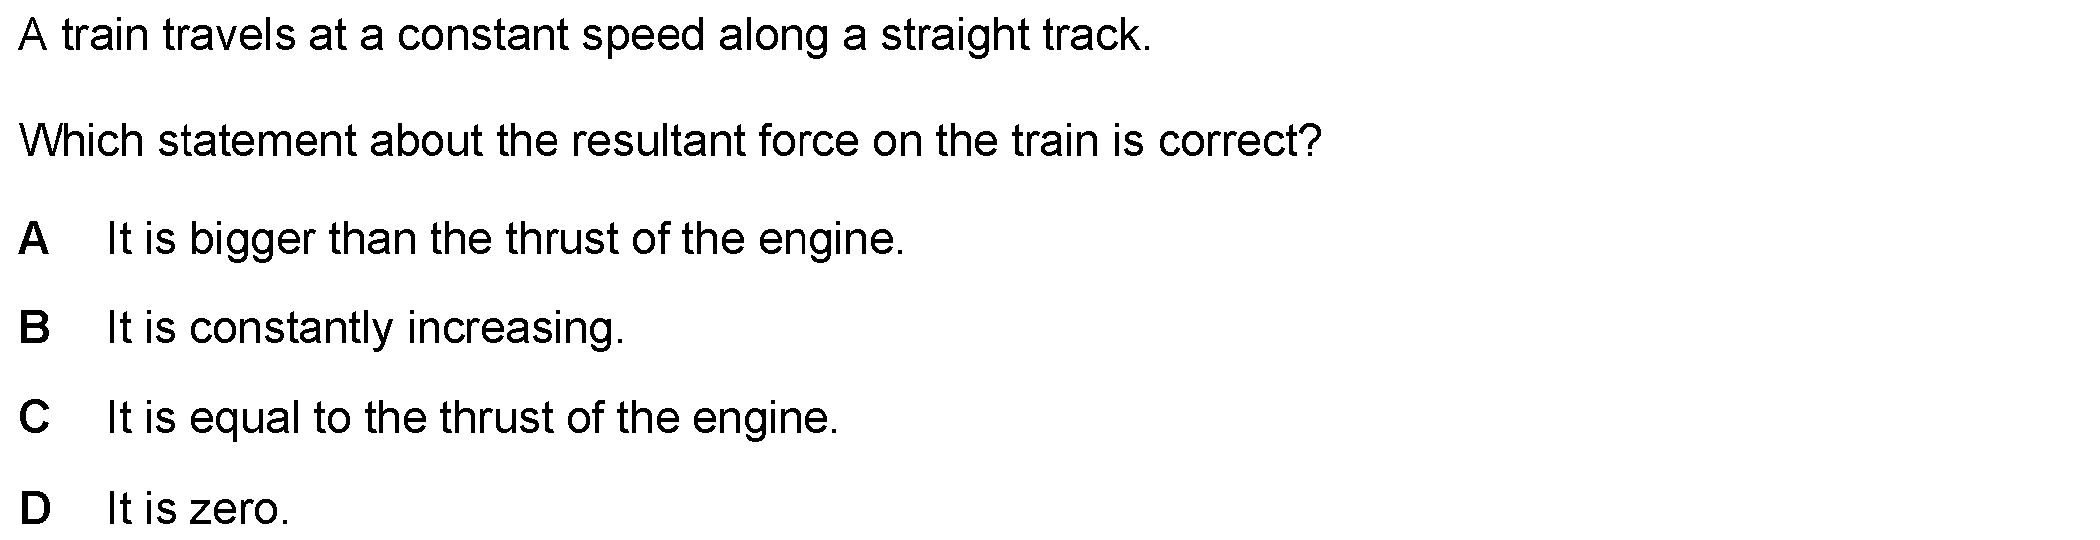 A train travels at a constant speed along a straight track.
Which statement about the resultant force on the train is correct?
A It is bigger than the thrust of the engine.
B It is constantly increasing.
C It is equal to the thrust of the engine.
D It is zero.